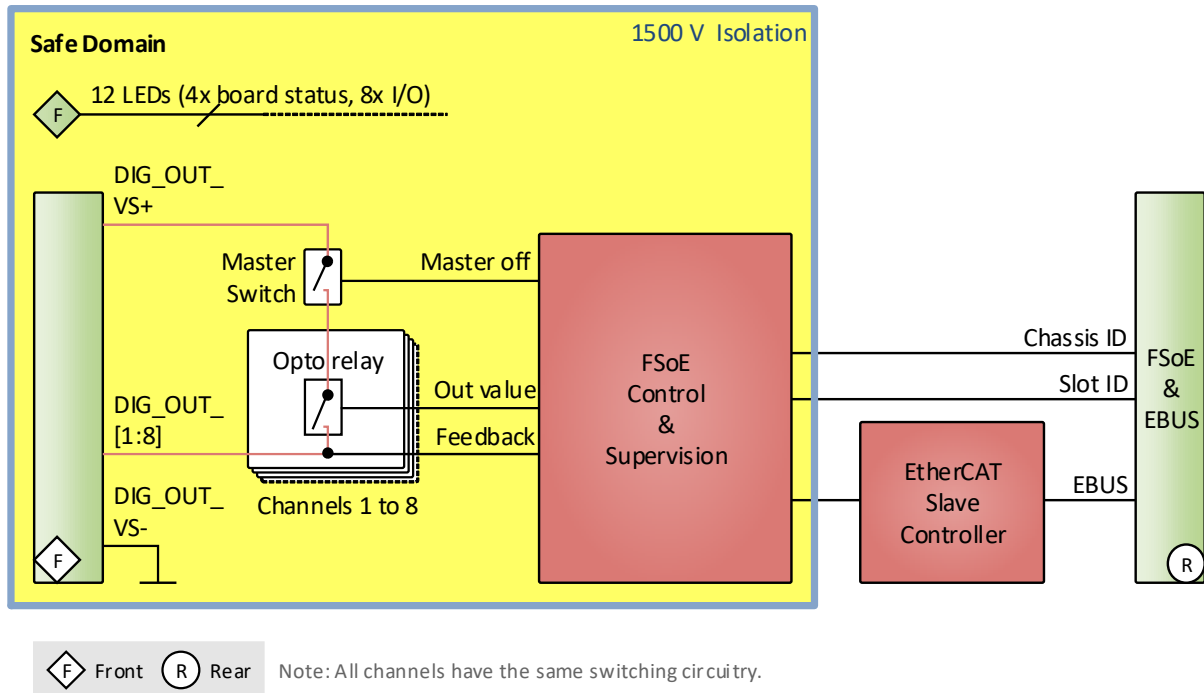 1500 V Isolation
Safe Domain
12 LEDs (4x board status, 8x I/O)
F
DIG_OUT_
VS+
Master
Switch
Master off
Opto relay
Out value
Feedback
DIG_OUT_
[1:8]
Channels 1 to 8
DIG_OUT_
VS-
F
FSoE
Control
&
Supervision
Chassis ID
Slot ID
EtherCAT
Slave
Controller
EBUS
FSoE
&
EBUS
R
F Front R Rear Note: All channels have the same switching circuitry.